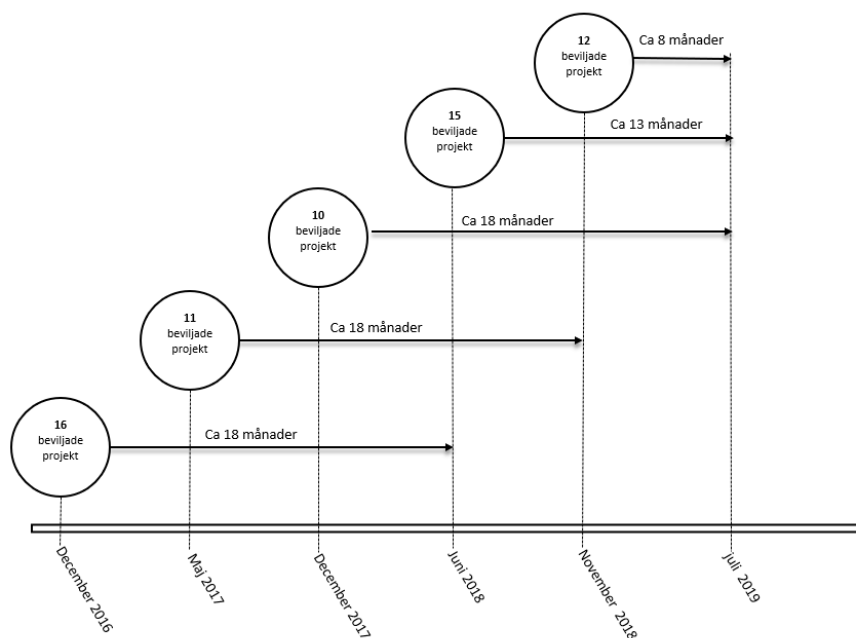 12
beviljade
projekt
Ca 8 månader
15
beviljade
projekt
Ca 13 månader
10
beviljade
projekt
Ca 18 månader
11
beviljade
projekt
Ca 18 månader
16
beviljade
projekt
Ca 18 månader
December 2016
Maj 2017
December 2017
Juni 2018
November 2018
juli 2019